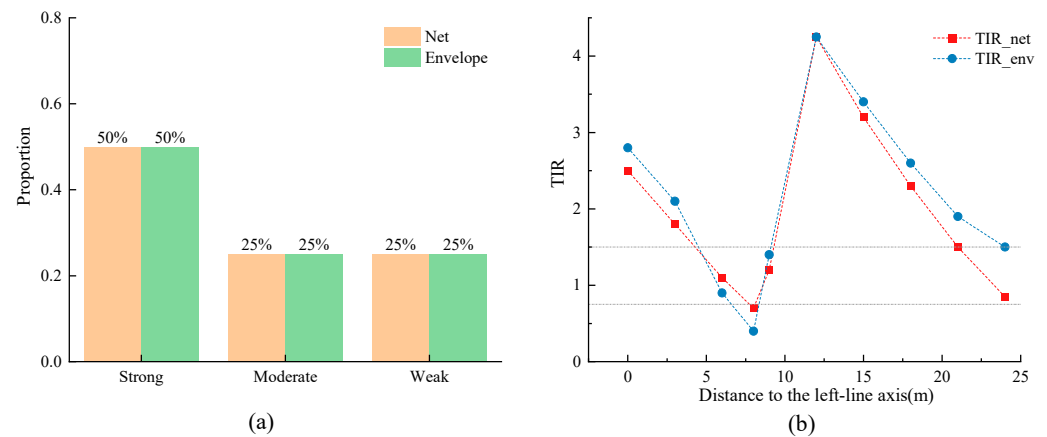 0.8
0.6
0.4
0.2
0.0
Proportion
Net
Envelope
50%
50%
25%
25%
25%
25%
Strong
Moderate
Weak
(a)
4
3
2
1
0
TIR
TIR_net
TIR_env
0
5
10
15
20
25
Distance to the left-line axis(m)
(b)